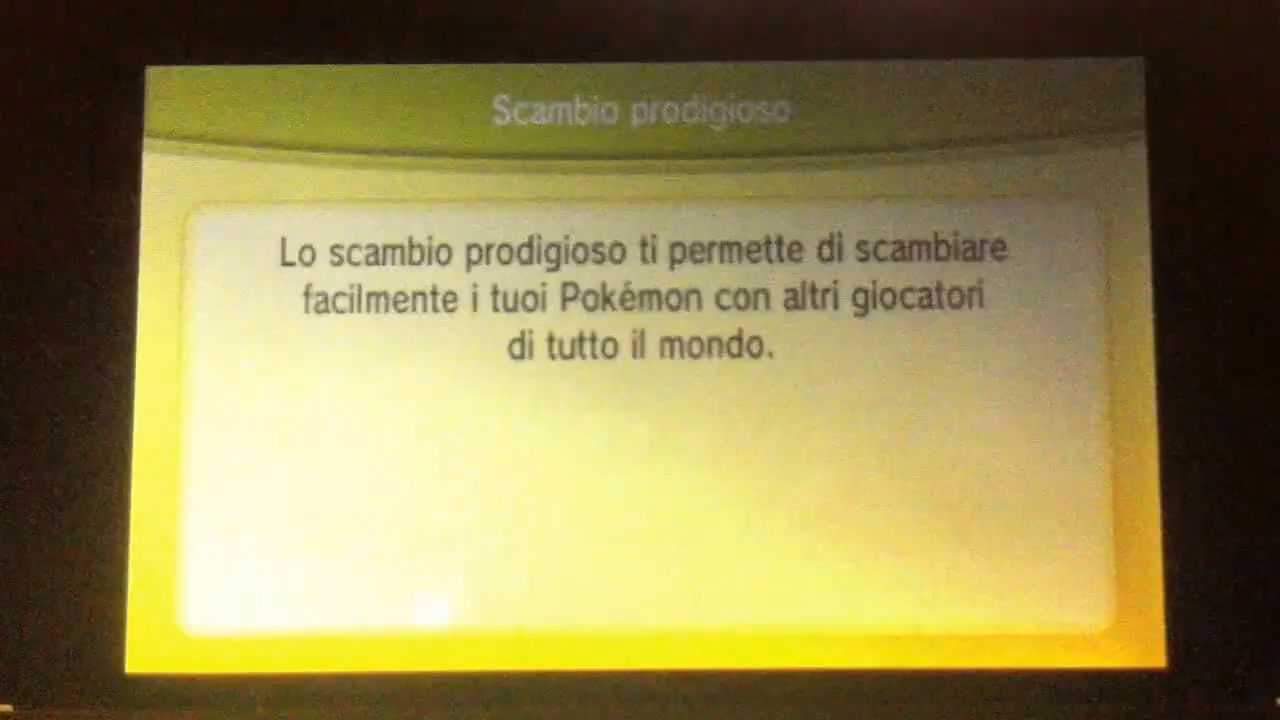 Scambio prodigioso
Lo scambio prodigioso ti permette di scambiare
facilmente i tuoi Pokémon con altri giocatori
di tutto il mondo.